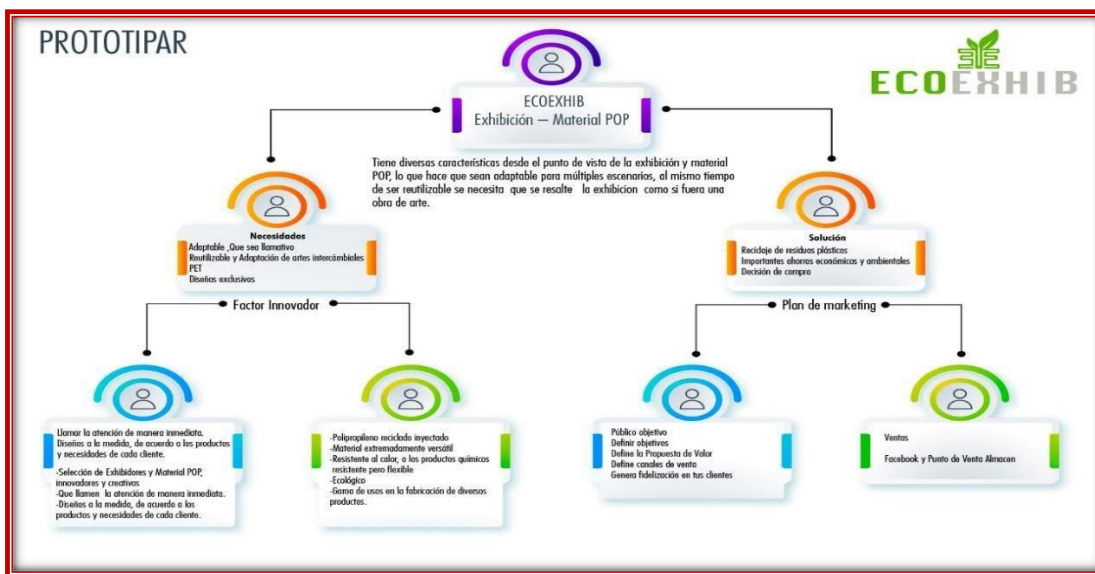 PROTOTIPAR
ECOEXHIB
ECOEXHIB
Exhibición – Material POP
Tiene diversas características desde el punto de vista de la exhibición y material
POP, lo que hace que sean adaptable para múltiples escenarios, al mismo tiempo
de ser reutilizable se necesita que se resalte la exhibicion como si fuera una
obra de arte.
Necesidades
Adaptable ,Que sea llamativo
Reutilizable y Adaptación de artes intercámbiales
PET
Diseños exclusivos
Solución
Reciclaje de residuos plásticos
Importantes ahorros económicos y ambientales
Decisión de compra
Factor Innovador
Plan de marketing
Llamar la atención de manera inmediata.
Diseños a la medida, de acuerdo a los productos
y necesidades de cada cliente.
-Selección de Exhibidores y Material POP,
innovadores y creativos
-Que llamen la atención de manera inmediata.
-Diseños a la medida, de acuerdo a los
productos y necesidades de cada cliente.
-Polipropileno reciclado inyectado
-Material extremadamente versátil
-Resistente al calor, a los productos químicos
resistente pero flexible
-Ecológico
-Gama de usos en la fabricación de diversos
productos.
Público objetivo
Definir objetivos
Define la Propuesta de Valor
Define canales de venta
Genera fidelización en tus clientes
Ventas
Facebook y Punto de Venta Almacen